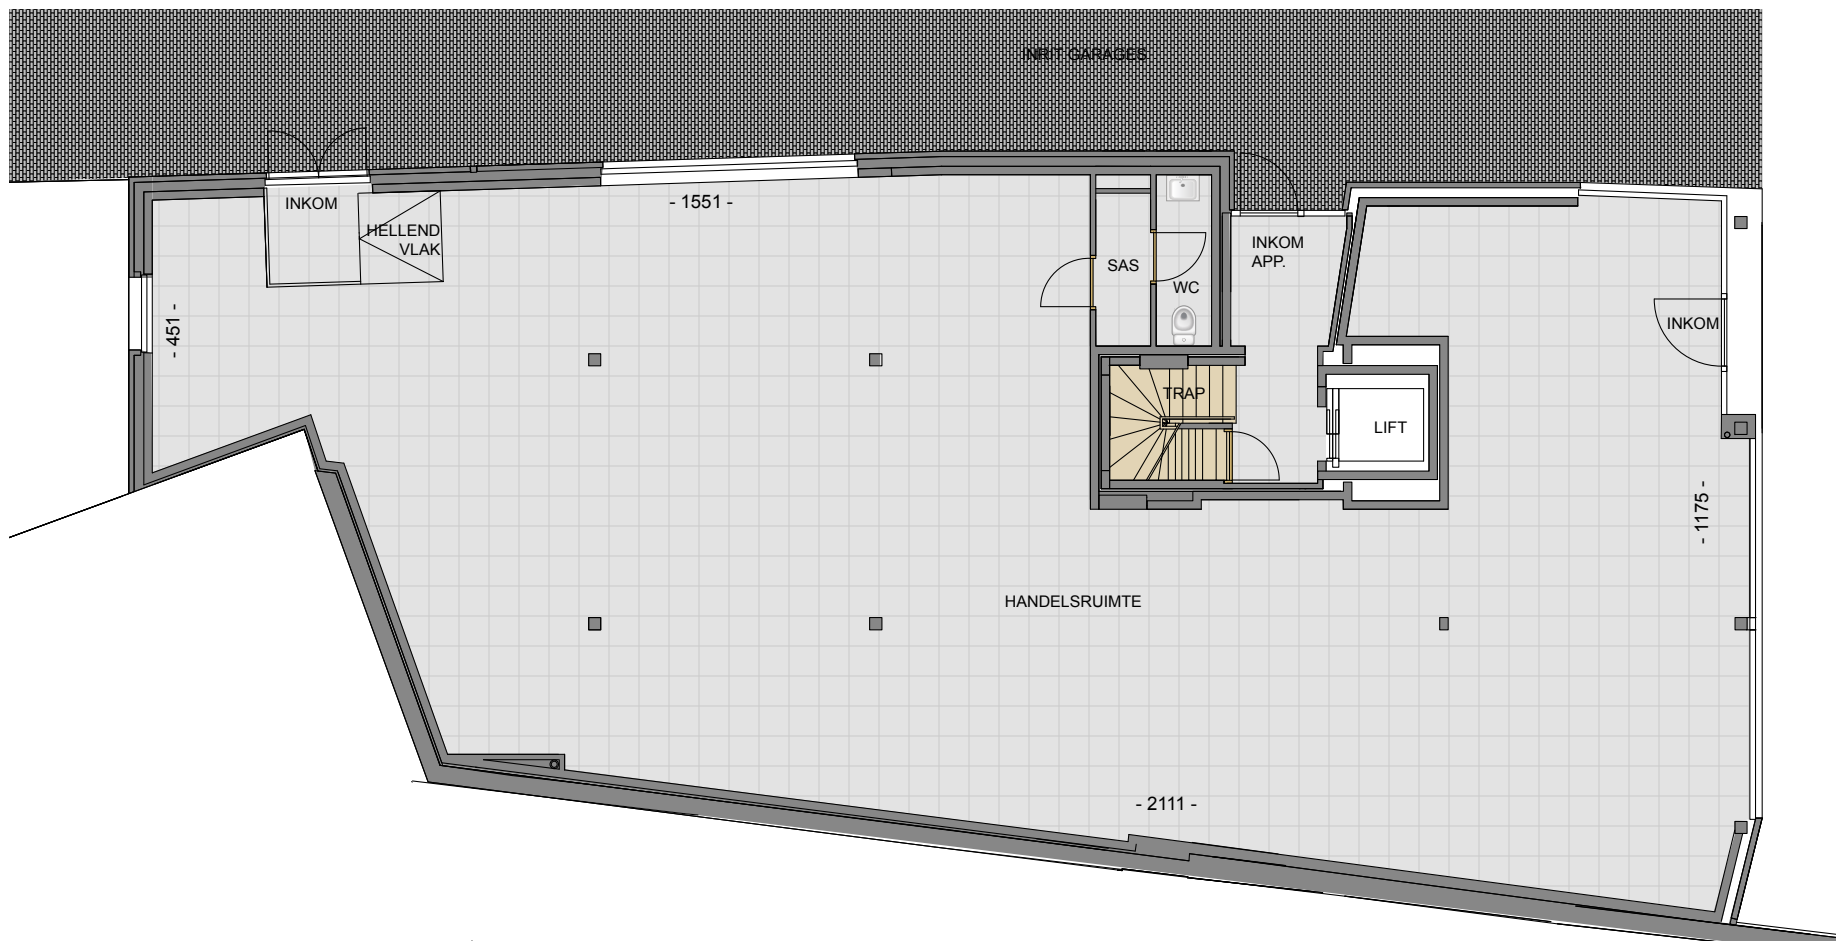 INRIT GARAGES
INKOM
- 1551 -
HELLEND
VLAK
INKOM
APP.
SAS
WC
- 451 -
INKOM
TRAP
LIFT
- 1175 -
HANDELSRUIMTE
- 2111 -